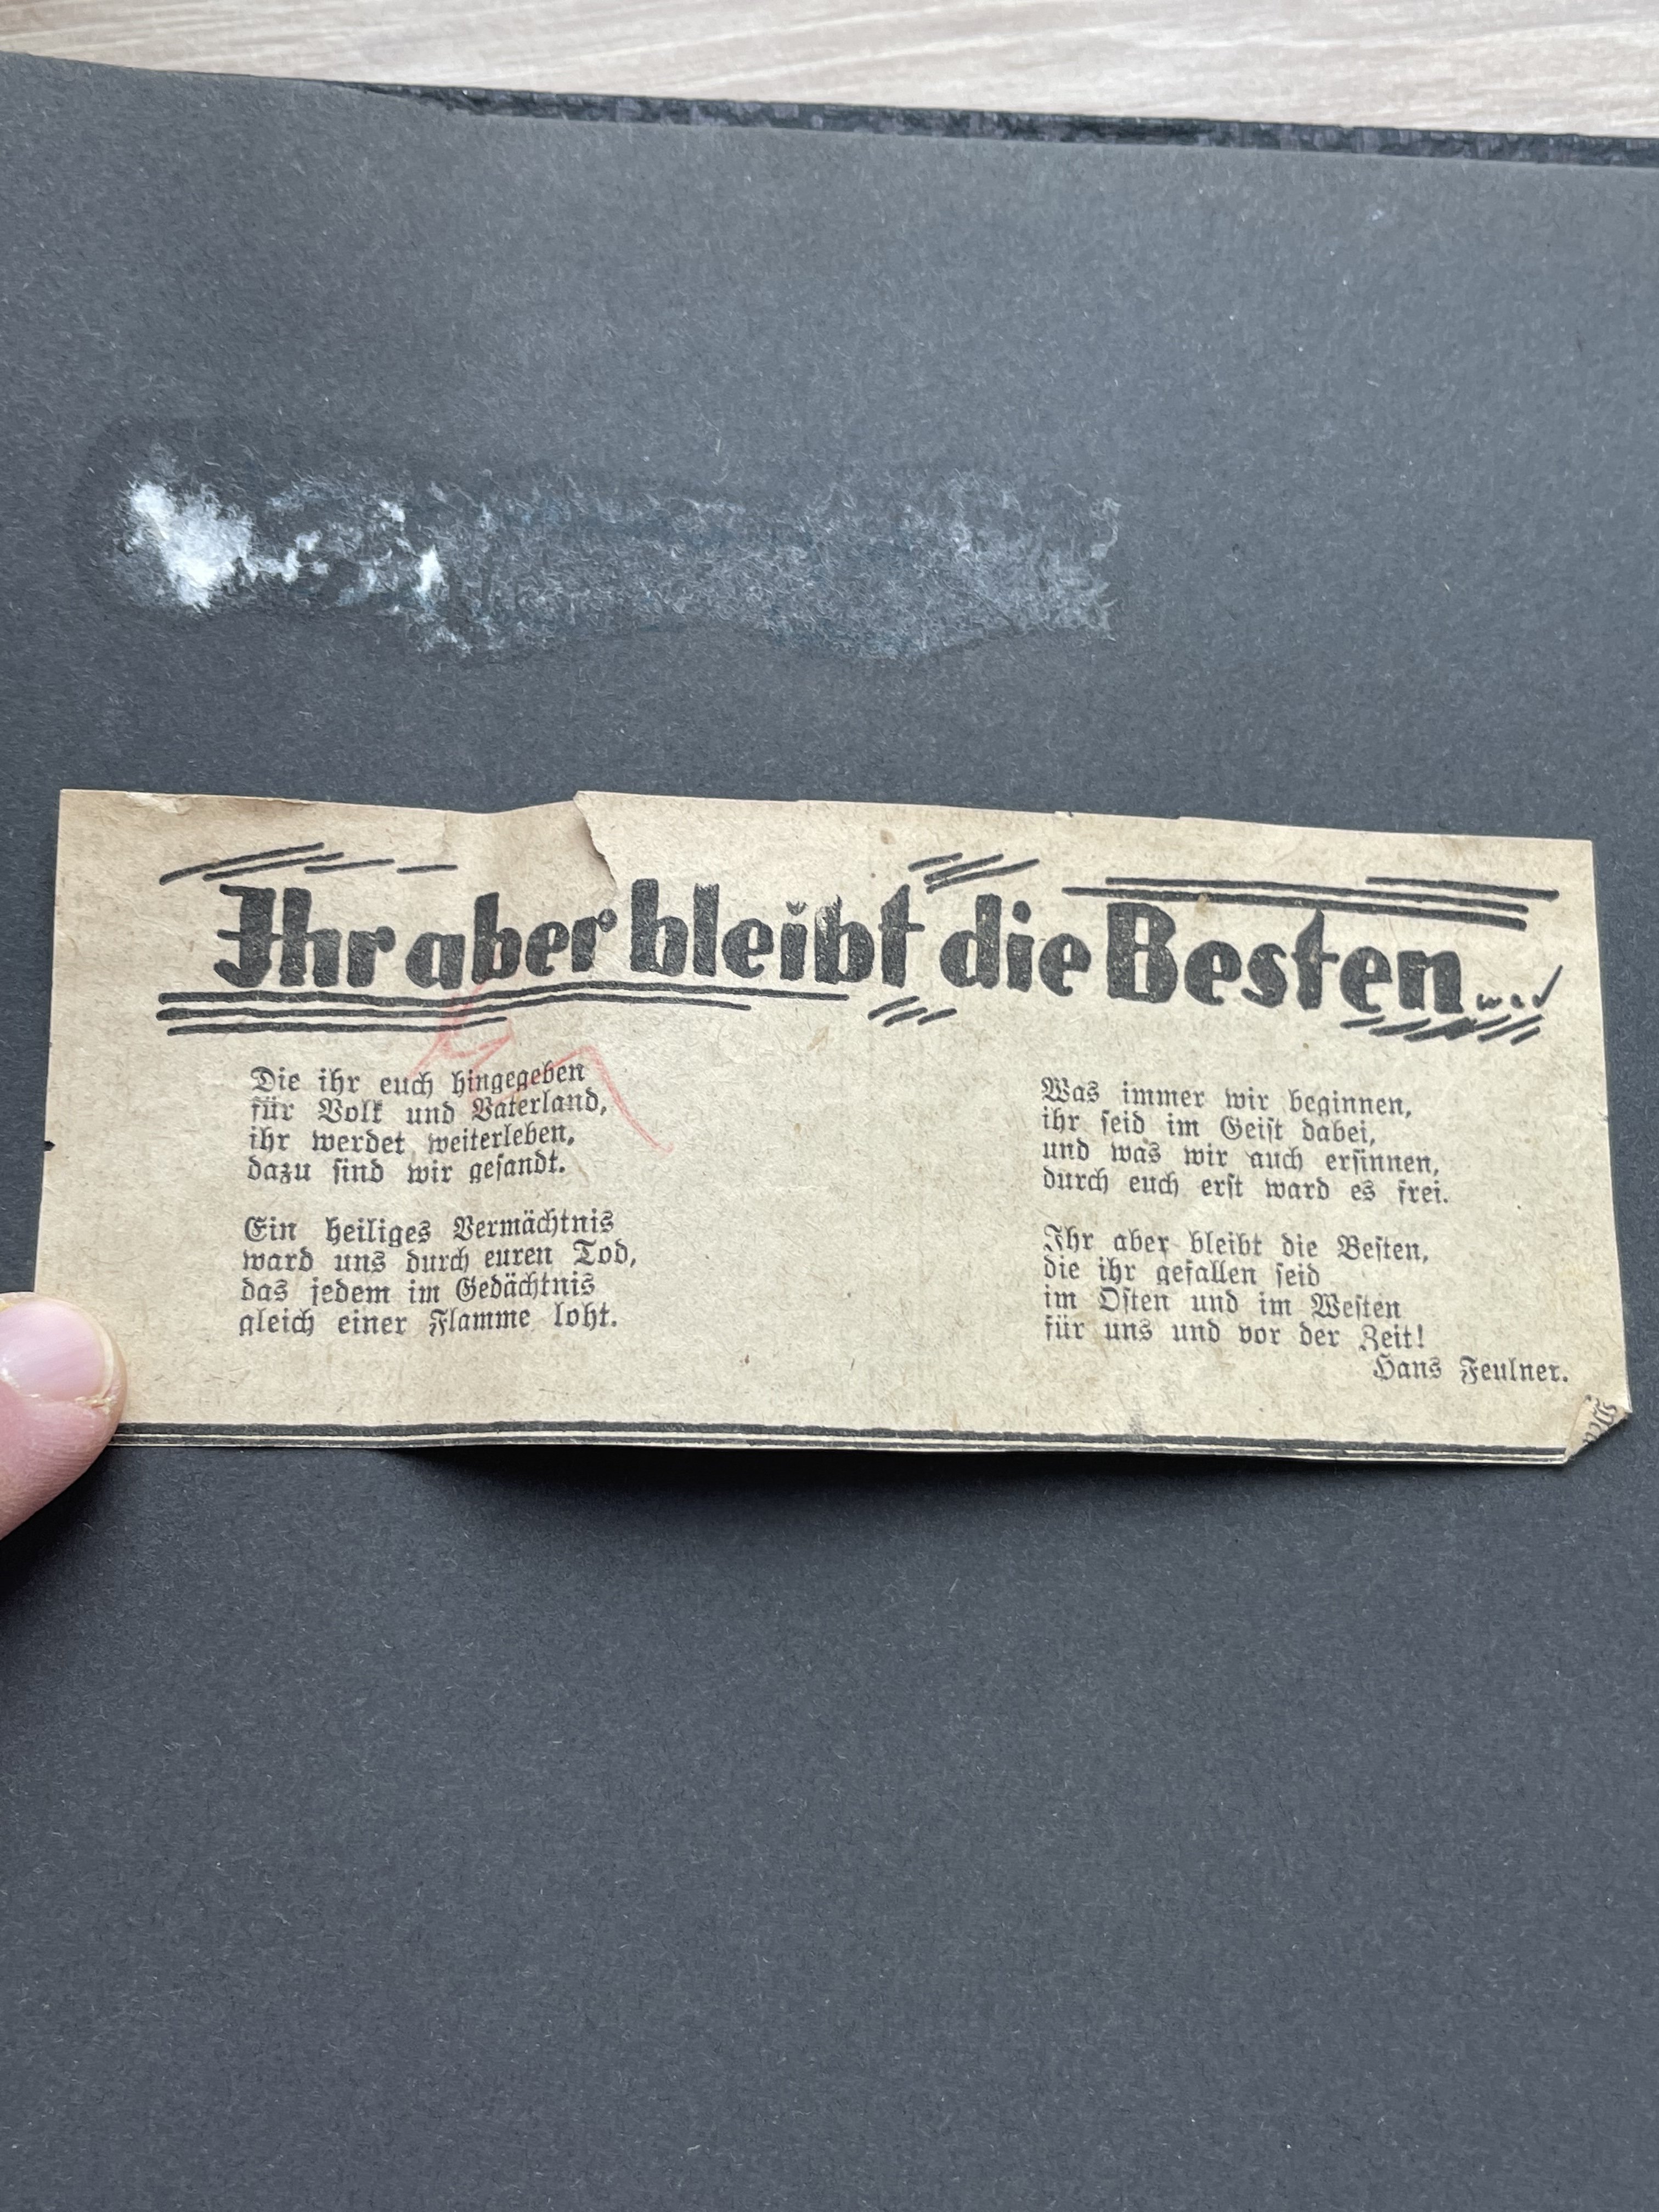 Ihr aber bleibt die Besten...
Die ihr euch hingegeben
für Volk und Vaterland,
ihr werdet weiterleben,
dazu sind wir gesandt.
Ein heiliges Vermächtnis
ward uns durch euren Tod,
das jedem im Gedächtnis
gleich einer Flamme loht.
Was immer wir beginnen,
ihr seid im Geist dabei,
und was wir auch ersinnen,
durch euch erst ward es frei.
Ihr aber bleibt die Besten,
die ihr gefallen seid
im Osten und im Westen
für uns und vor der Zeit!
Hans Feulner.